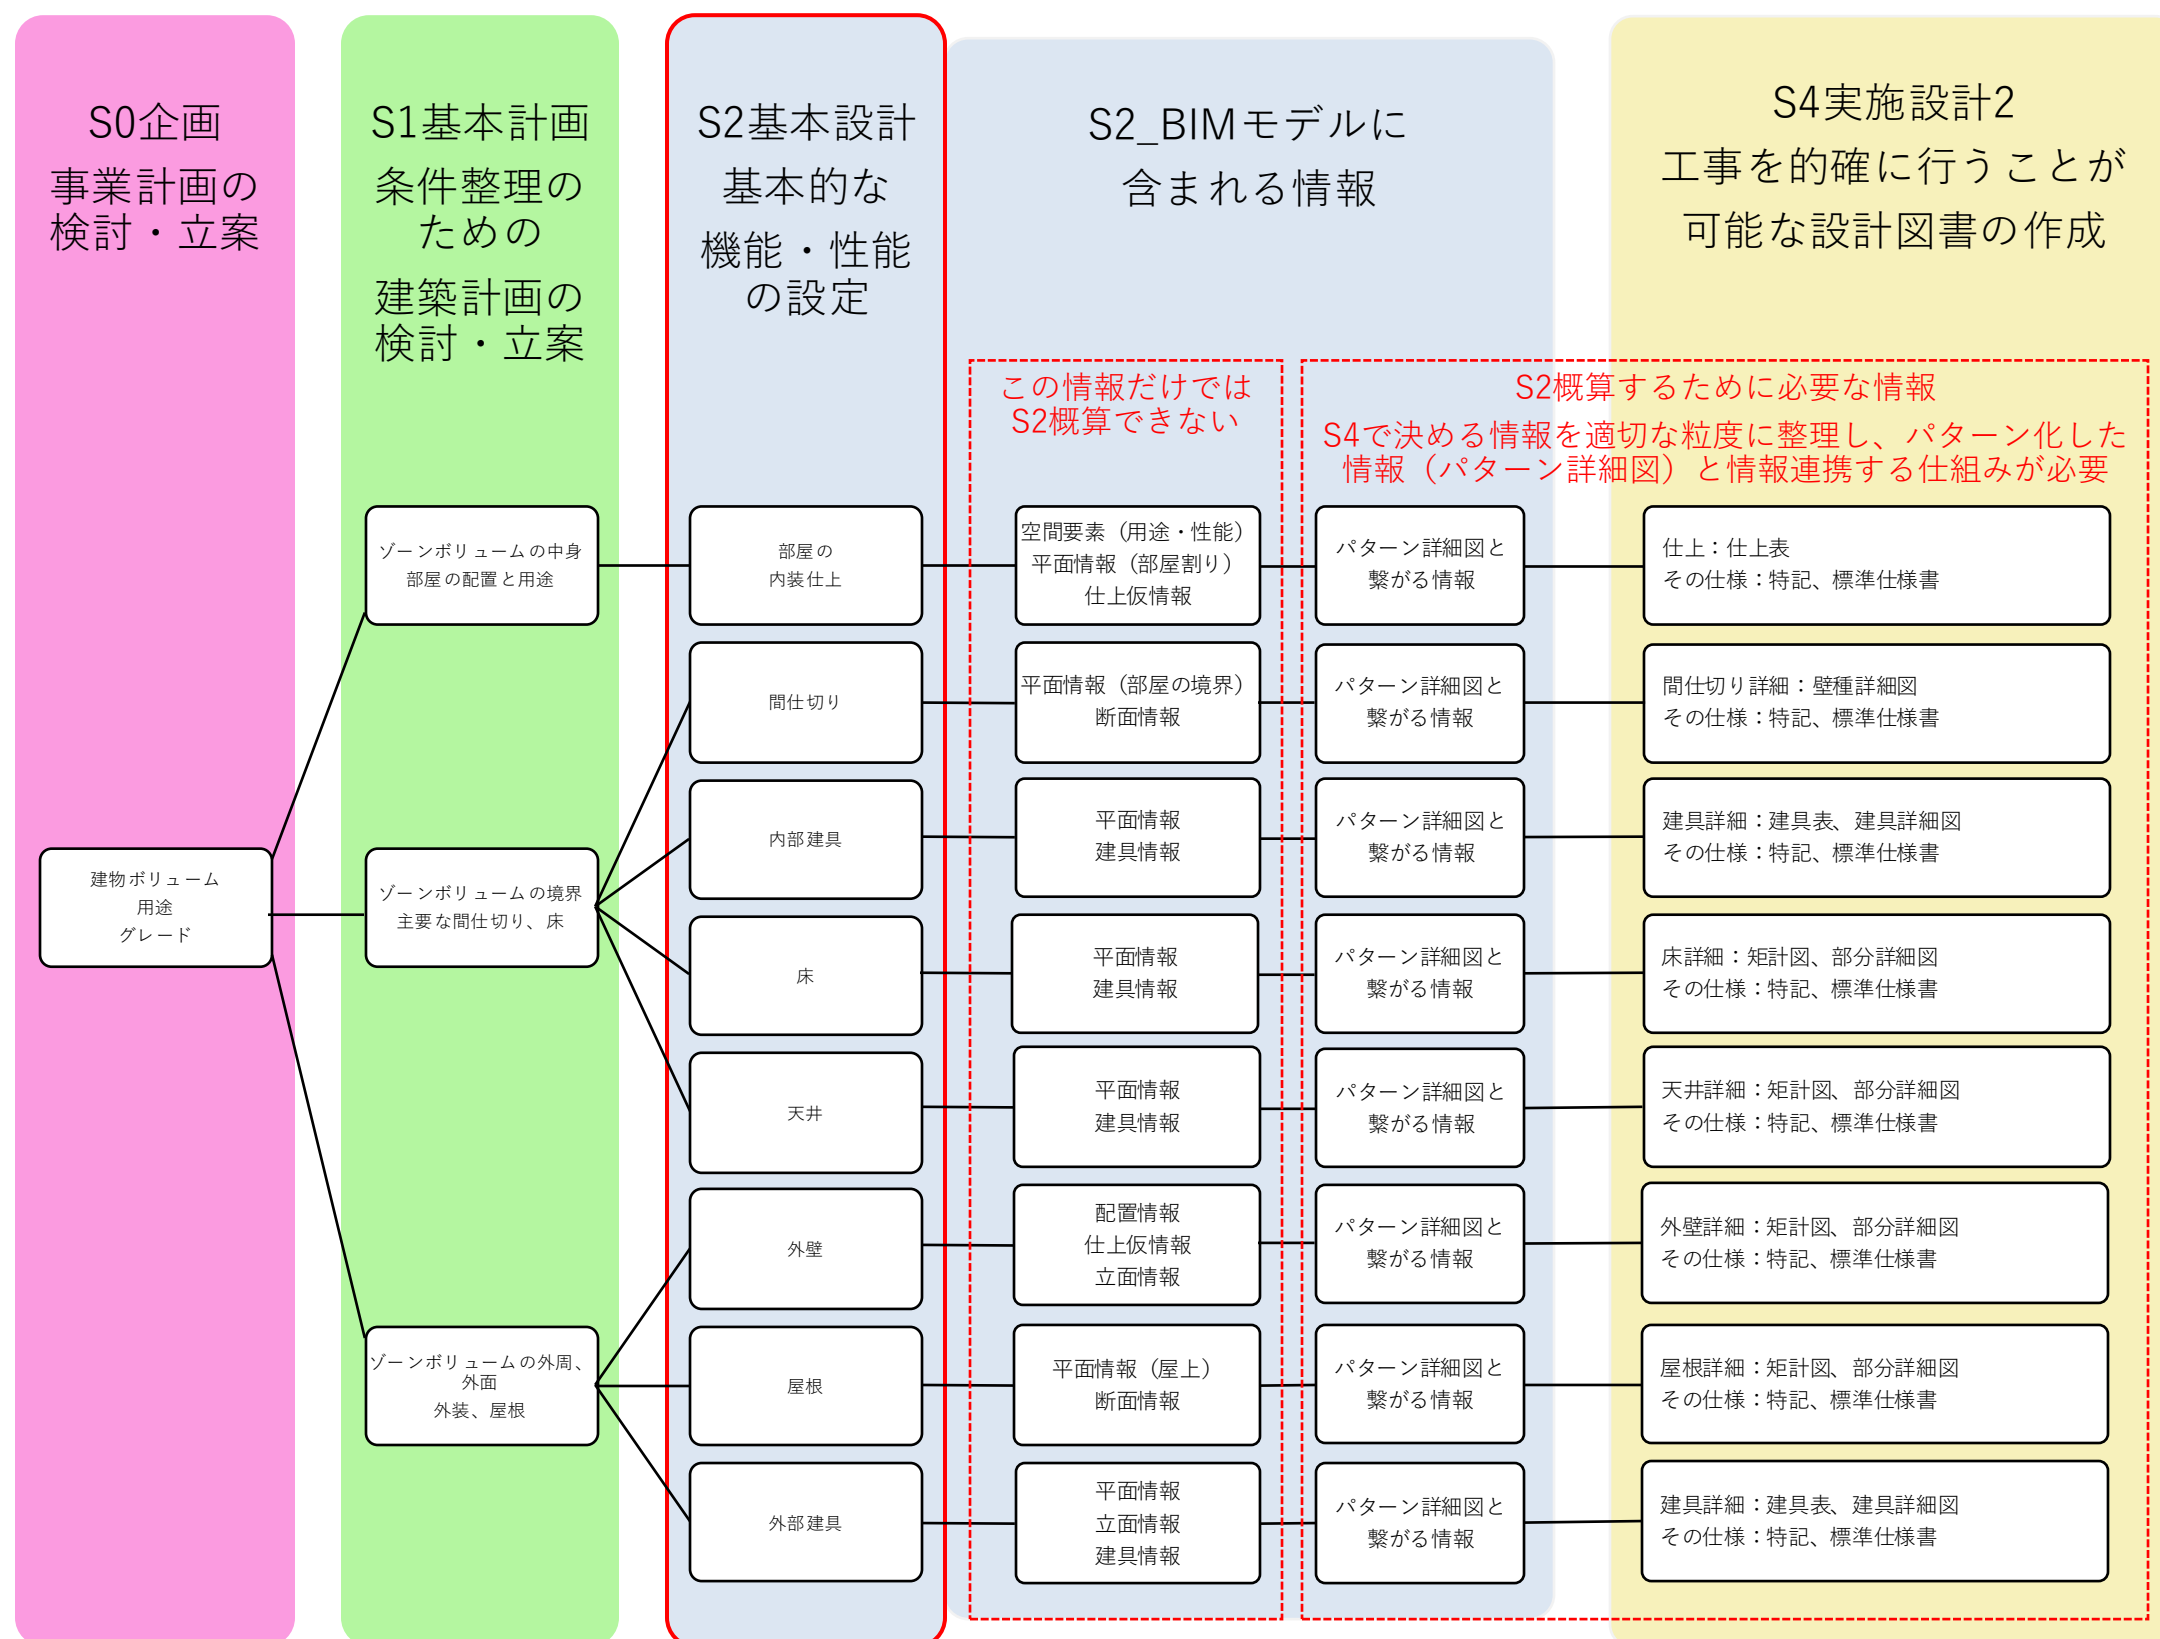 S0企画
事業計画の
検討・立案
S1基本計画
条件整理の
ための
建築計画の
検討・立案
S2基本設計
基本的な
機能・性能
の設定
S2_BIMモデルに
含まれる情報
S4実施設計2
工事を的確に行うことが
可能な設計図書の作成
この情報だけでは
S2概算できない
S2概算するために必要な情報
S4で決める情報を適切な粒度に整理し、パターン化した
情報（パターン詳細図）と情報連携する仕組みが必要
建物ボリューム
用途
グレード
ゾーンボリュームの中身
部屋の配置と用途
ゾーンボリュームの境界
主要な間仕切り、床
ゾーンボリュームの外周、
外面
外装、屋根
部屋の
内装仕上
空間要素（用途・性能）
平面情報（部屋割り）
仕上仮情報
パターン詳細図と
繋がる情報
仕上：仕上表
その仕様：特記、標準仕様書
間仕切り
平面情報（部屋の境界）
断面情報
パターン詳細図と
繋がる情報
間仕切り詳細：壁種詳細図
その仕様：特記、標準仕様書
内部建具
平面情報
建具情報
パターン詳細図と
繋がる情報
建具詳細：建具表、建具詳細図
その仕様：特記、標準仕様書
床
平面情報
建具情報
パターン詳細図と
繋がる情報
床詳細：矩計図、部分詳細図
その仕様：特記、標準仕様書
天井
平面情報
建具情報
パターン詳細図と
繋がる情報
天井詳細：矩計図、部分詳細図
その仕様：特記、標準仕様書
外壁
配置情報
仕上仮情報
立面情報
パターン詳細図と
繋がる情報
外壁詳細：矩計図、部分詳細図
その仕様：特記、標準仕様書
屋根
平面情報（屋上）
断面情報
パターン詳細図と
繋がる情報
屋根詳細：矩計図、部分詳細図
その仕様：特記、標準仕様書
外部建具
平面情報
立面情報
建具情報
パターン詳細図と
繋がる情報
建具詳細：建具表、建具詳細図
その仕様：特記、標準仕様書